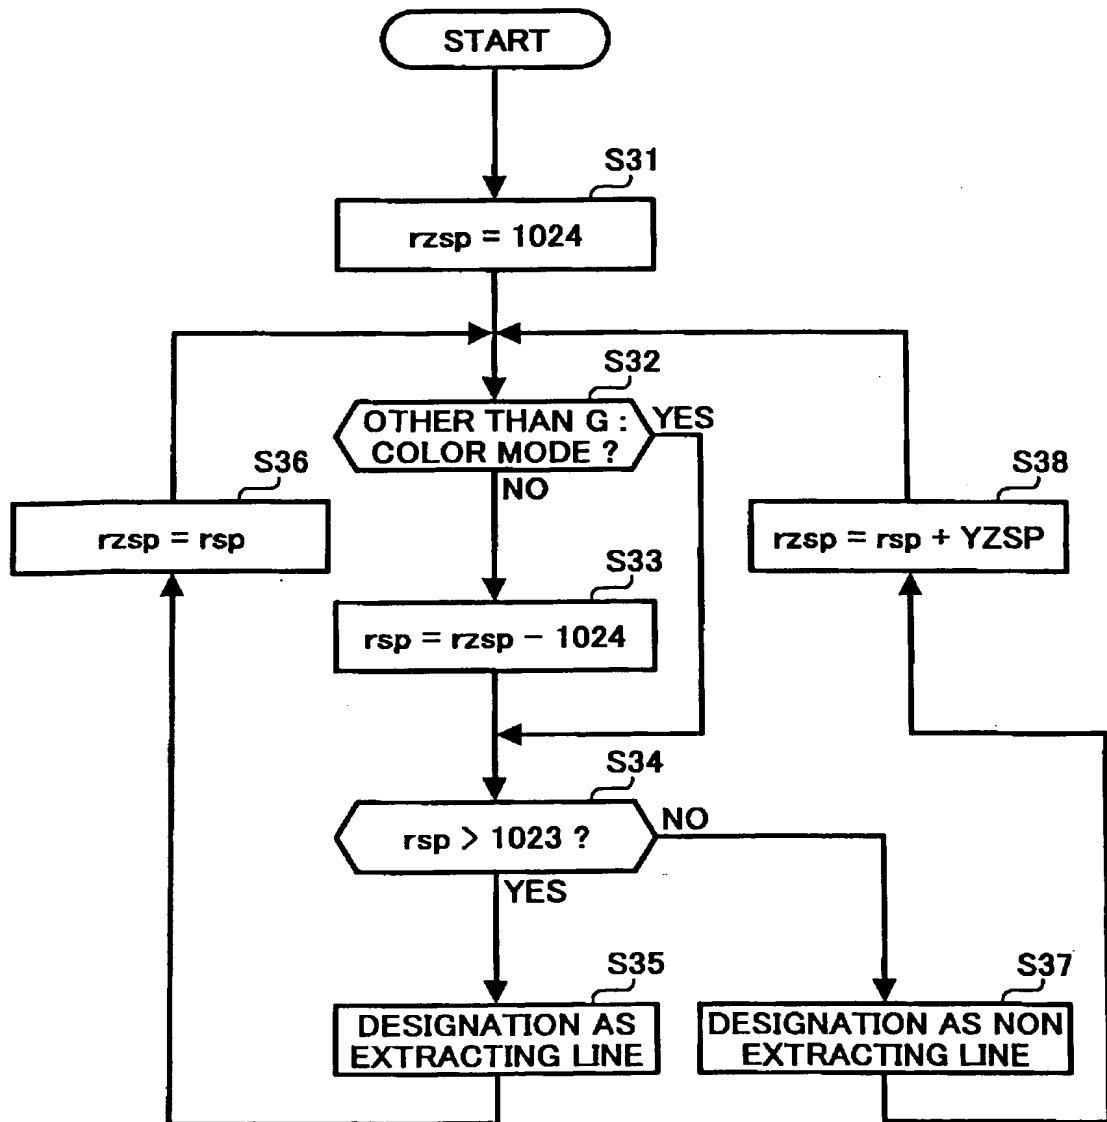 START
S31
rzsp = 1024
S32
OTHER THAN G :
COLOR MODE ?
YES
NO
S36
rzsp = rsp
S38
rzsp = rsp + YZSP
S33
rsp = rzsp − 1024
S34
rsp > 1023 ?
NO
YES
S35
DESIGNATION AS
EXTRACTING LINE
S37
DESIGNATION AS NON
EXTRACTING LINE